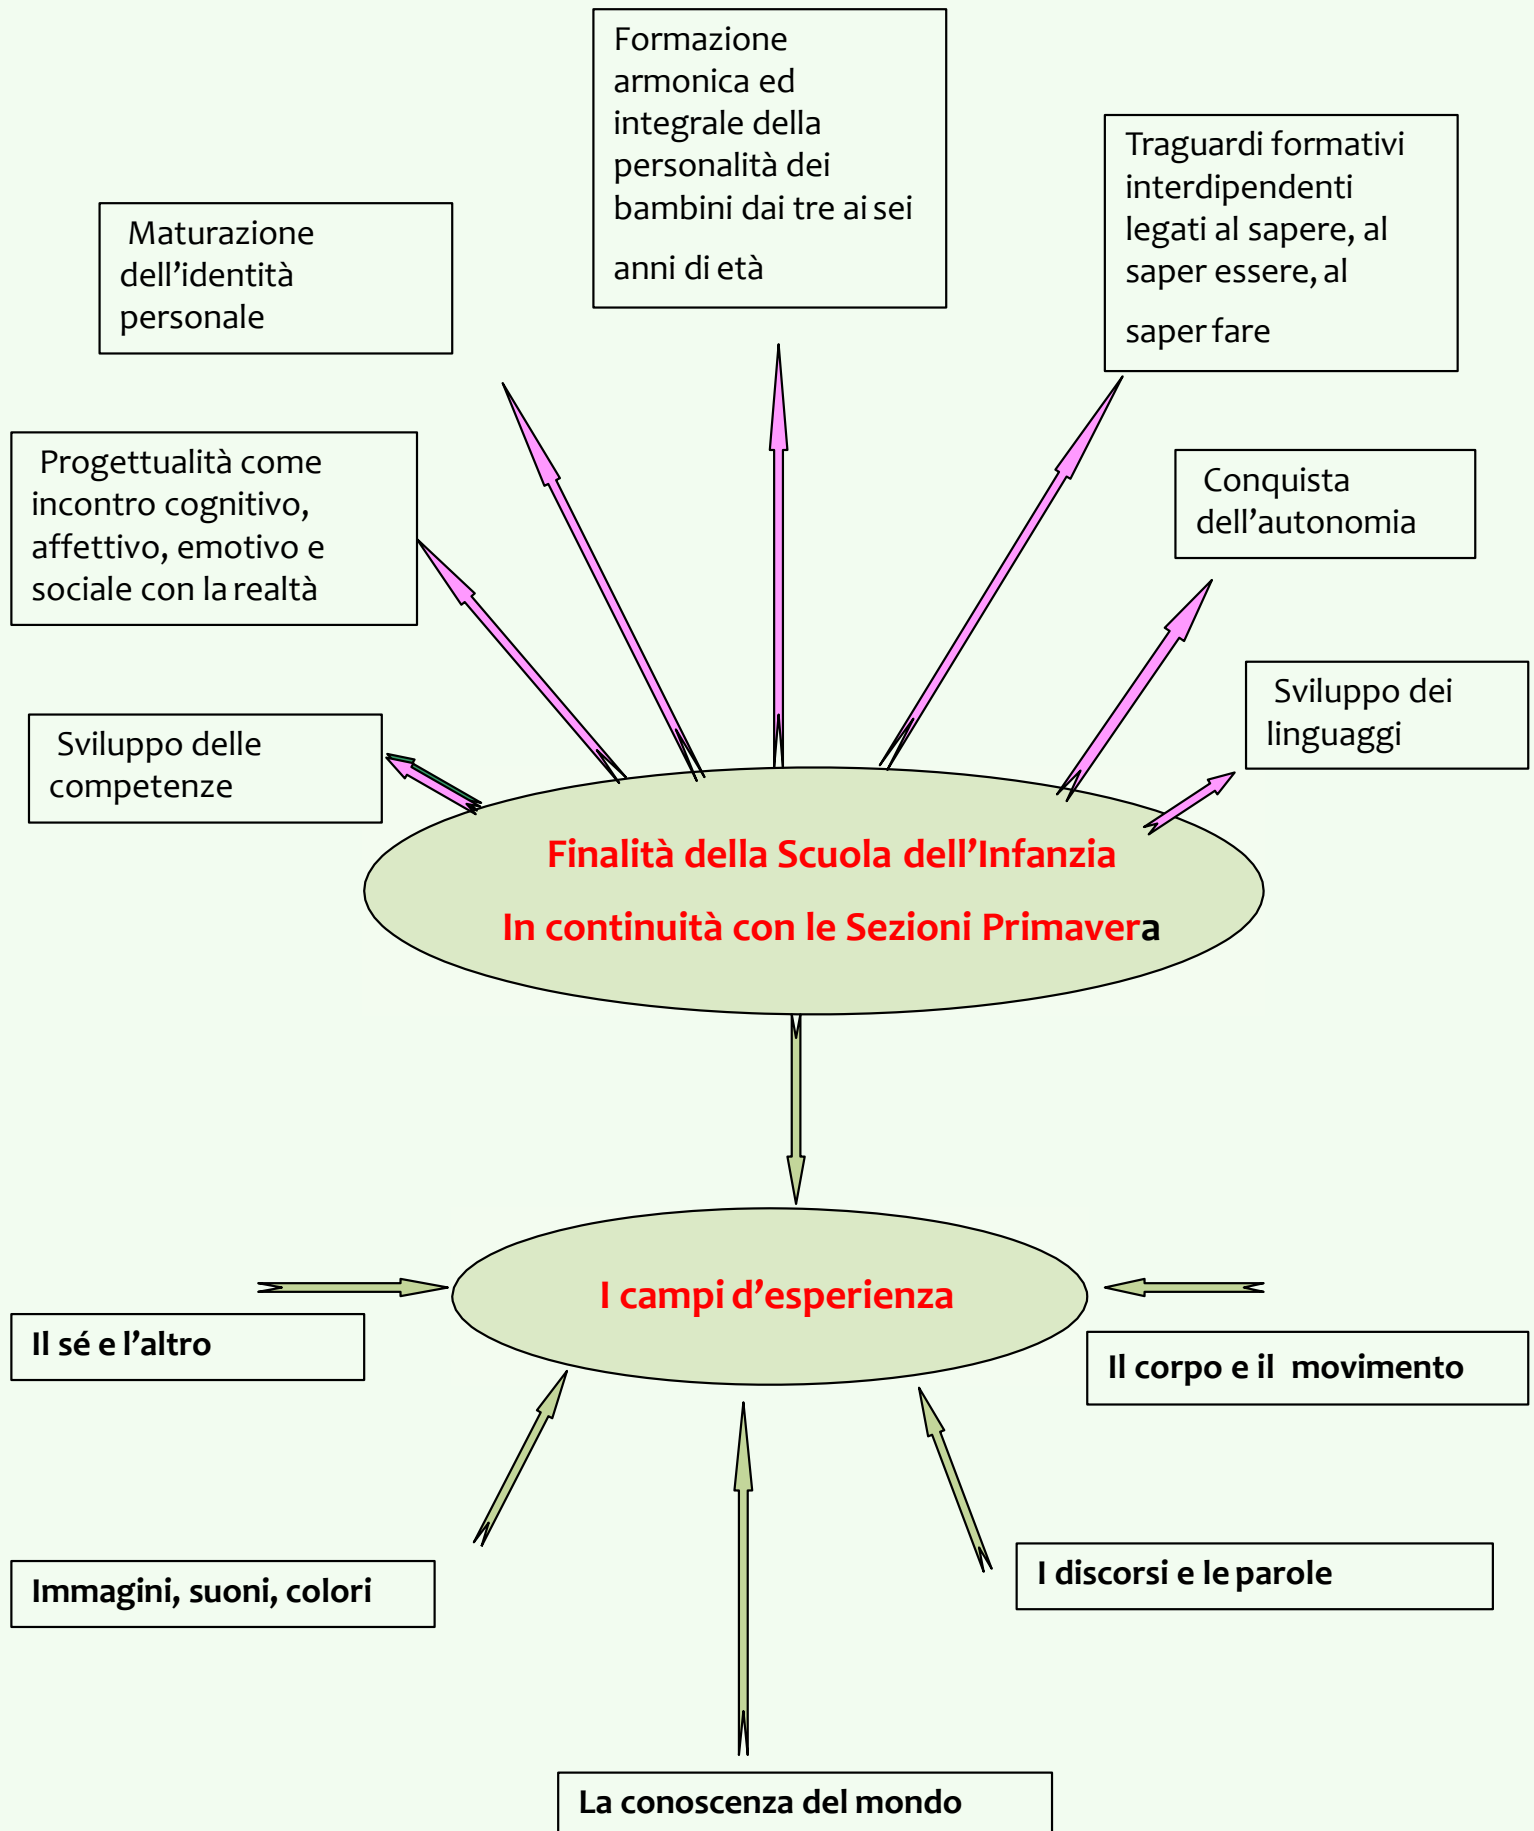 Formazione
armonica ed
integrale della
personalità dei
bambini dai tre ai sei
anni di età
Traguardi formativi
interdipendenti
legati al sapere, al
saper essere, al
saper fare
Maturazione
dell’identità
personale
Progettualità come
incontro cognitivo,
affettivo, emotivo e
sociale con la realtà
Conquista
dell’autonomia
Sviluppo dei
linguaggi
Sviluppo delle
competenze
Finalità della Scuola dell’Infanzia
In continuità con le Sezioni Primavera
I campi d’esperienza
Il sé e l’altro
Il corpo e il movimento
Immagini, suoni, colori
I discorsi e le parole
La conoscenza del mondo